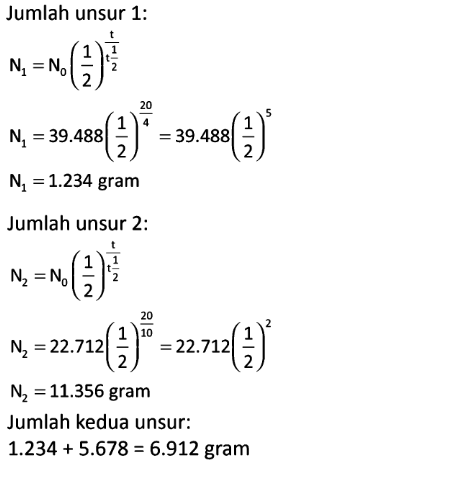 Jumlah unsur 1:
N₁ = N₀(1/2)^(t/t½)
N₁ = 39.488(1/2)^(20/4) = 39.488(1/2)^5
N₁ = 1.234 gram
Jumlah unsur 2:
N₂ = N₀(1/2)^(t/t½)
N₂ = 22.712(1/2)^(20/10) = 22.712(1/2)^2
N₂ = 11.356 gram
Jumlah kedua unsur:
1.234 + 5.678 = 6.912 gram